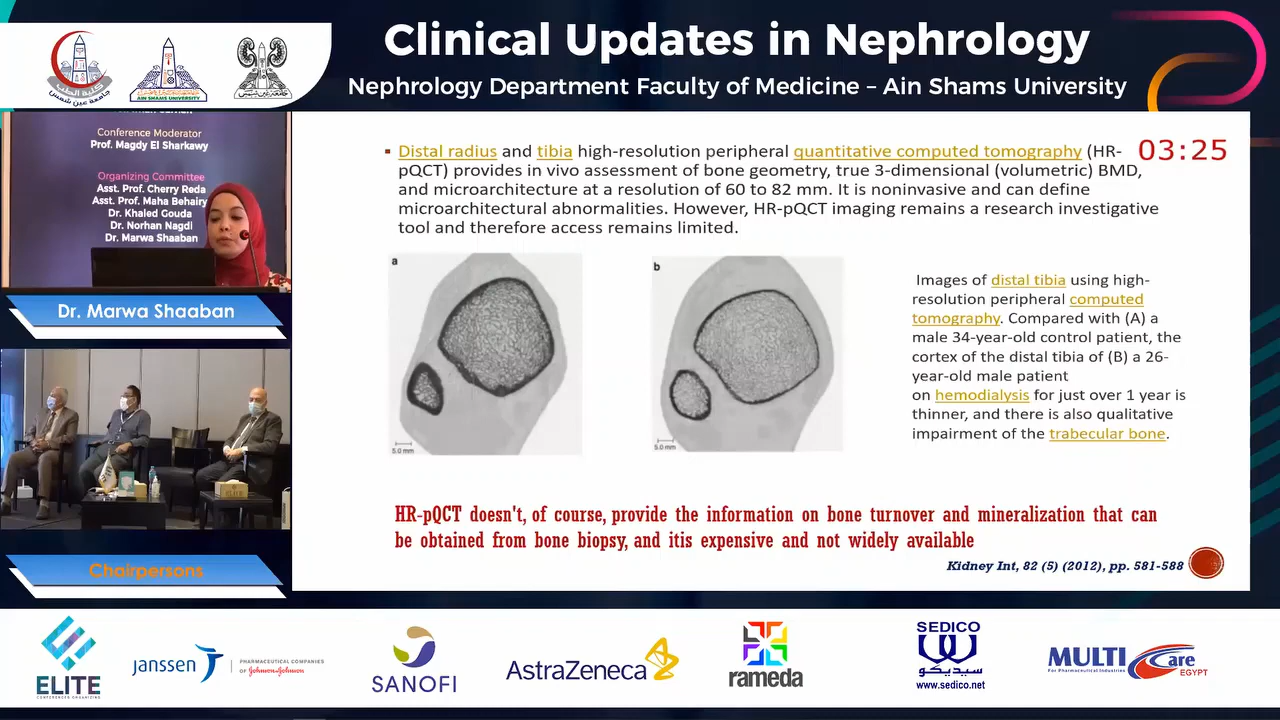 Clinical Updates in Nephrology
Nephrology Department Faculty of Medicine – Ain Shams University
AIN SHAMS UNIVERSITY
Conference Moderator
Prof. Magdy El Sharkawy
Organizing Committee
Asst. Prof. Cherry Reda
Asst. Prof. Maha Behairy
Dr. Khaled Gouda
Dr. Norhan Nagdi
Dr. Marwa Shaaban
Dr. Marwa Shaaban
Chairpersons
03:25
Distal radius and tibia high-resolution peripheral quantitative computed tomography (HR-
pQCT) provides in vivo assessment of bone geometry, true 3-dimensional (volumetric) BMD,
and microarchitecture at a resolution of 60 to 82 mm. It is noninvasive and can define
microarchitectural abnormalities. However, HR-pQCT imaging remains a research investigative
tool and therefore access remains limited.
a
5.0 mm
b
5.0 mm
Images of distal tibia using high-
resolution peripheral computed
tomography. Compared with (A) a
male 34-year-old control patient, the
cortex of the distal tibia of (B) a 26-
year-old male patient
on hemodialysis for just over 1 year is
thinner, and there is also qualitative
impairment of the trabecular bone.
HR-pQCT doesn't, of course, provide the information on bone turnover and mineralization that can
be obtained from bone biopsy, and itis expensive and not widely available
Kidney Int, 82 (5) (2012), pp. 581-588
ELITE
CONFERENCES ORGANIZING
janssen
PHARMACEUTICAL COMPANIES
OF Johnson & Johnson
SANOFI
AstraZeneca
rameda
SEDICO
سيديكو
www.sedico.net
MULTI Care
For Pharmaceutical Industries
EGYPT